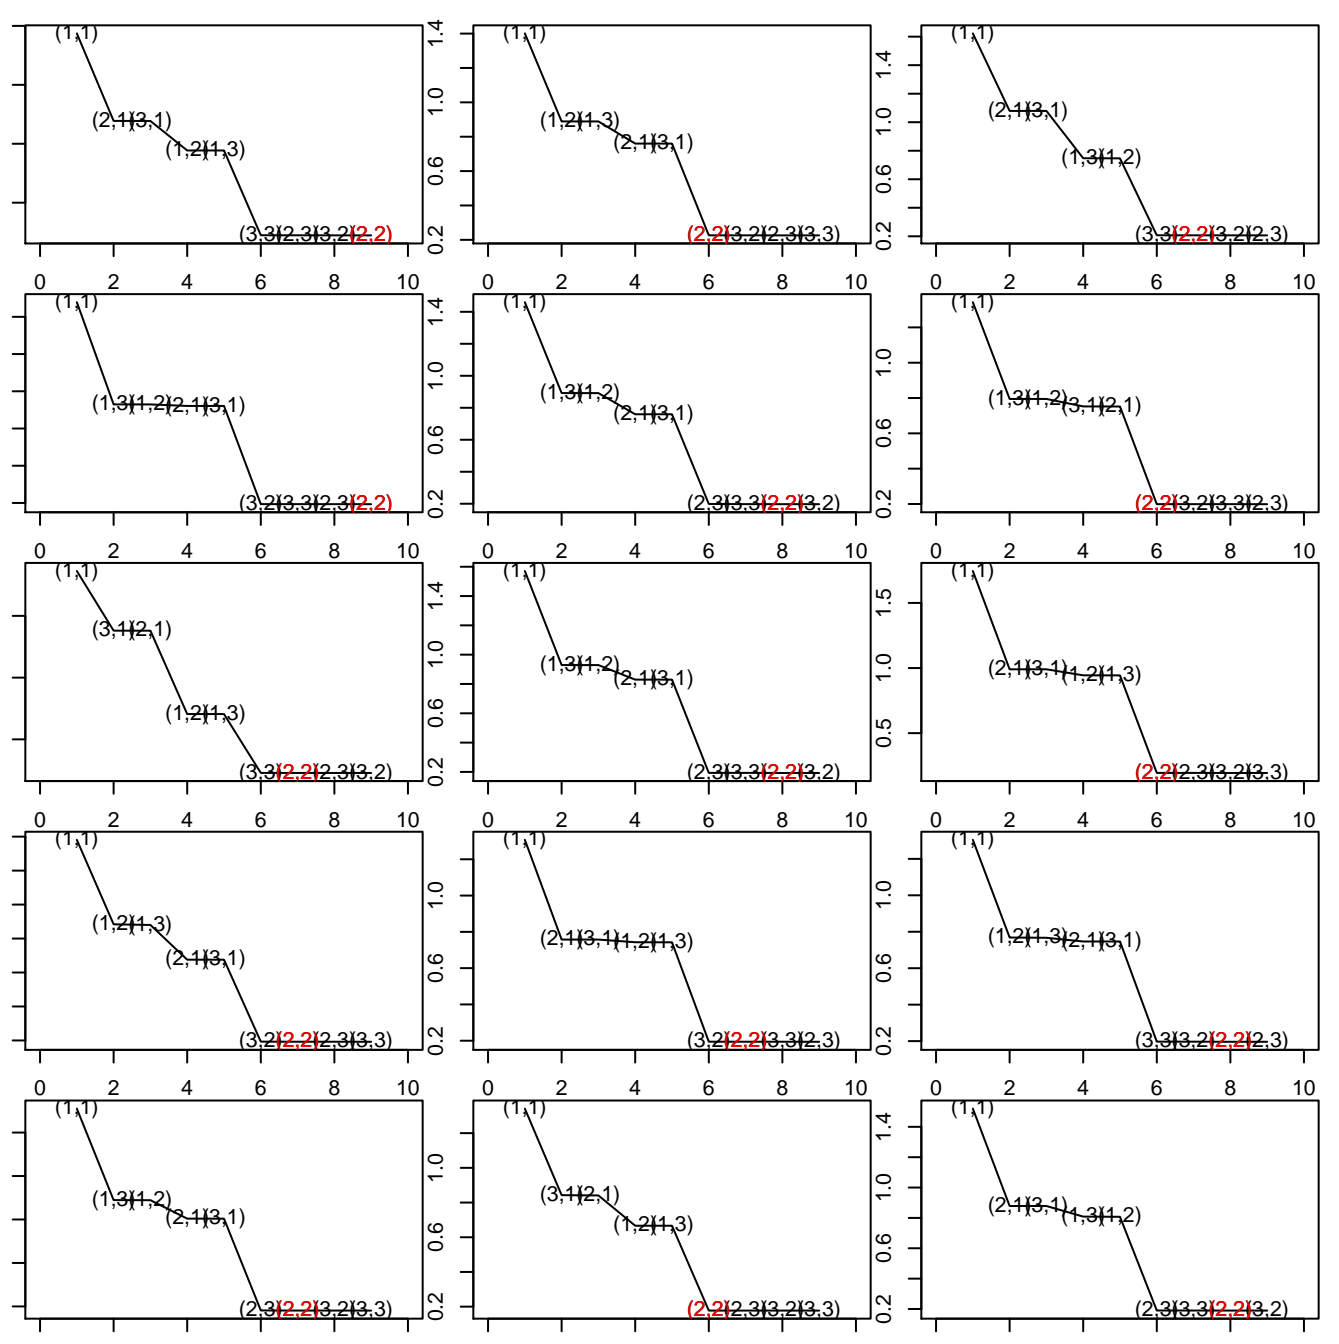 (1,1) (1,1) (1,1)
(2,1) (3,1) (1,2) (1,3) (3,3) (2,3) (3,2) (2,2)
1.4 1.0 0.6 0.2
(1,2) (1,3) (2,1) (3,1) (2,2) (3,2) (2,3) (3,3)
1.4 1.0 0.6 0.2
(2,1) (3,1) (1,3) (1,2) (3,3) (2,2) (3,2) (2,3)
0 2 4 6 8 10 0 2 4 6 8 10 0 2 4 6 8 10
(1,1) (1,1) (1,1)
(1,3) (1,2) (2,1) (3,1) (3,2) (3,3) (2,3) (2,2)
1.4 1.0 0.6 0.2
(1,3) (1,2) (2,1) (3,1) (2,3) (3,3) (2,2) (3,2)
1.0 0.6 0.2
(1,3) (1,2) (3,1) (2,1) (2,2) (3,2) (3,3) (2,3)
0 2 4 6 8 10 0 2 4 6 8 10 0 2 4 6 8 10
(1,1) (1,1) (1,1)
(3,1) (2,1) (1,2) (1,3) (3,3) (2,2) (2,3) (3,2)
1.4 1.0 0.6 0.2
(1,3) (1,2) (2,1) (3,1) (2,3) (3,3) (2,2) (3,2)
1.5 1.0 0.5
(2,1) (3,1) (1,2) (1,3) (2,2) (2,3) (3,2) (3,3)
0 2 4 6 8 10 0 2 4 6 8 10 0 2 4 6 8 10
(1,1) (1,1) (1,1)
(1,2) (1,3) (2,1) (3,1) (3,2) (2,2) (2,3) (3,3)
1.0 0.6 0.2
(2,1) (3,1) (1,2) (1,3) (3,2) (2,2) (3,3) (2,3)
1.0 0.6 0.2
(1,2) (1,3) (2,1) (3,1) (3,3) (3,2) (2,2) (2,3)
0 2 4 6 8 10 0 2 4 6 8 10 0 2 4 6 8 10
(1,1) (1,1) (1,1)
(1,3) (1,2) (2,1) (3,1) (2,3) (2,2) (3,2) (3,3)
1.0 0.6 0.2
(3,1) (2,1) (1,2) (1,3) (2,2) (2,3) (3,2) (3,3)
1.4 1.0 0.6 0.2
(2,1) (3,1) (1,3) (1,2) (2,3) (3,3) (2,2) (3,2)